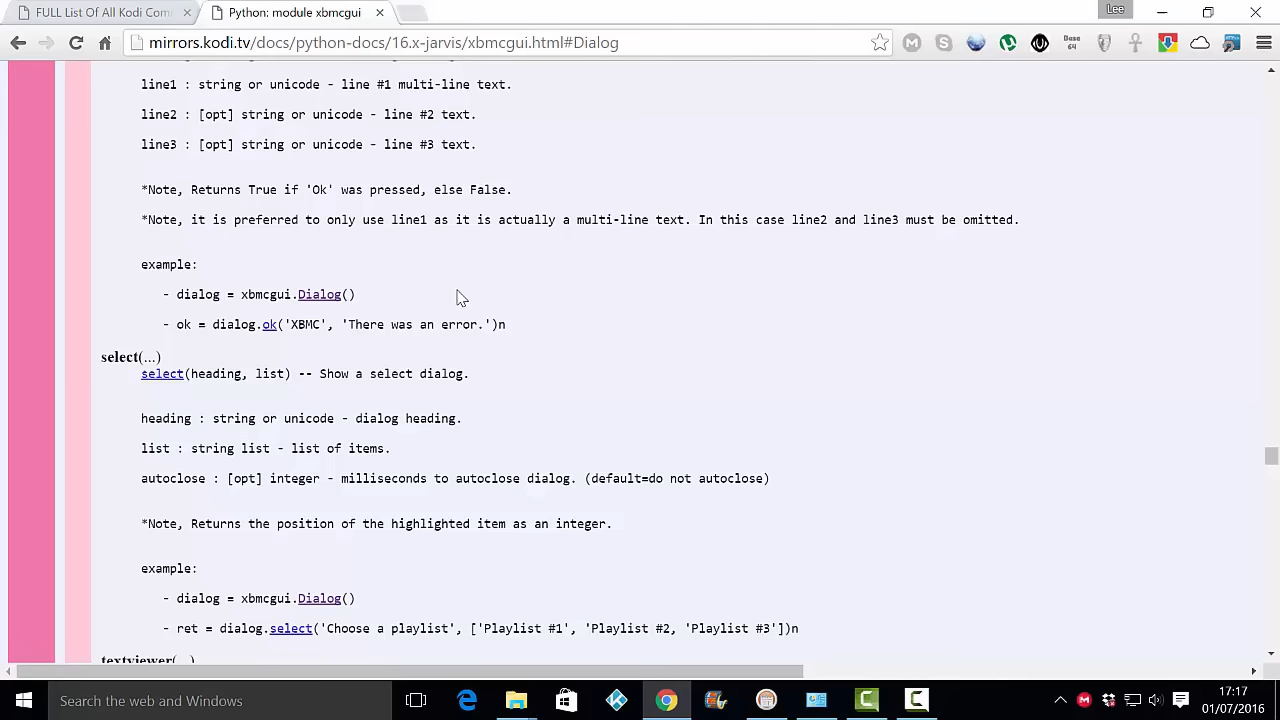 FULL List Of All Kodi Com
Python: module xbmcgui
Lee
mirrors.kodi.tv/docs/python-docs/16.x-jarvis/xbmcgui.html#Dialog
Base 64
line1 : string or unicode - line #1 multi-line text.
line2 : [opt] string or unicode - line #2 text.
line3 : [opt] string or unicode - line #3 text.
*Note, Returns True if 'Ok' was pressed, else False.
*Note, it is preferred to only use line1 as it is actually a multi-line text. In this case line2 and line3 must be omitted.
example:
- dialog = xbmcgui.Dialog()
- ok = dialog.ok('XBMC', 'There was an error.')n
select(...)
select(heading, list) -- Show a select dialog.
heading : string or unicode - dialog heading.
list : string list - list of items.
autoclose : [opt] integer - milliseconds to autoclose dialog. (default=do not autoclose)
*Note, Returns the position of the highlighted item as an integer.
example:
- dialog = xbmcgui.Dialog()
- ret = dialog.select('Choose a playlist', ['Playlist #1', 'Playlist #2, 'Playlist #3'])n
textviewer(...)
Search the web and Windows
17:17
01/07/2016